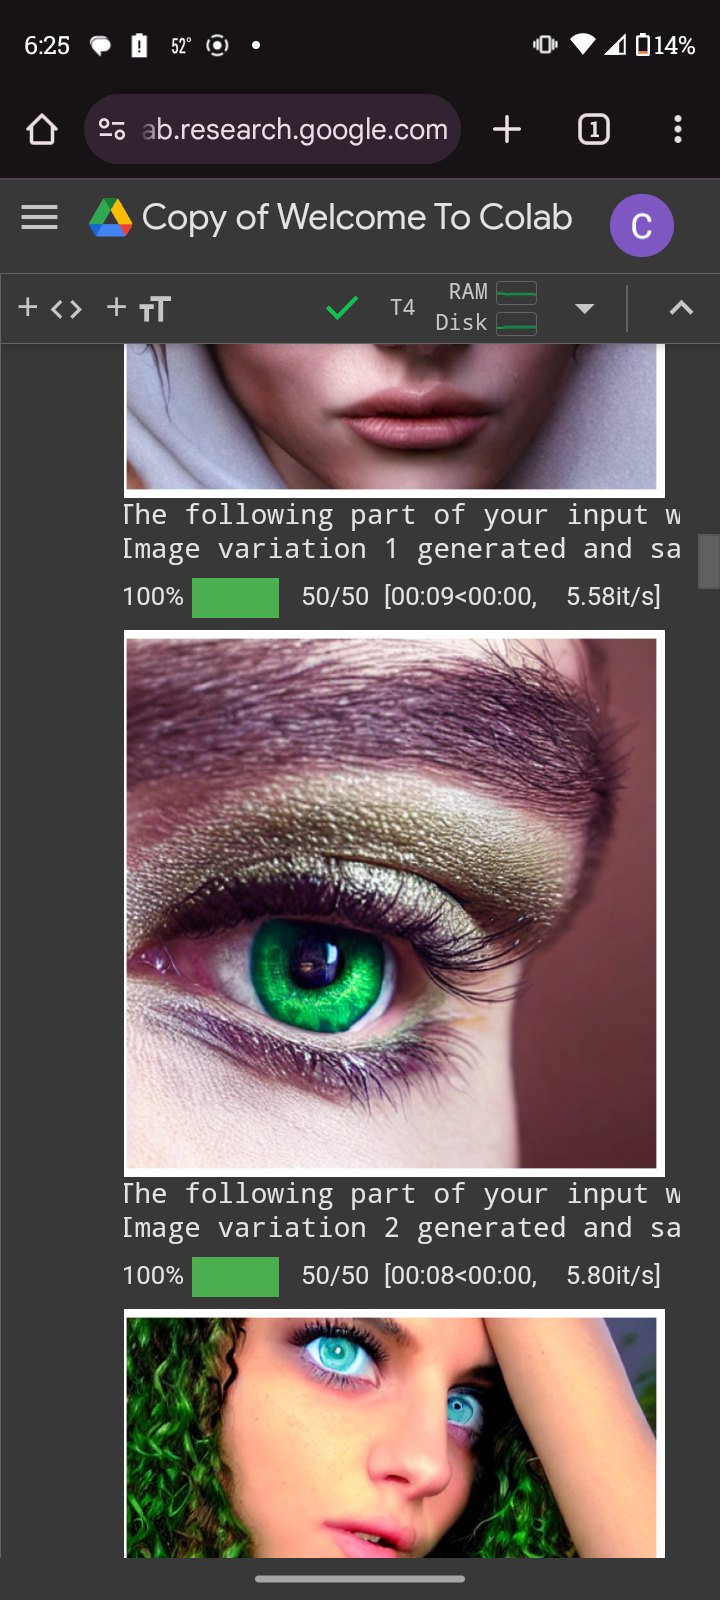 6:25 52° 14%
ab.research.google.com 1
Copy of Welcome To Colab C
T4 RAM
Disk
The following part of your input w
Image variation 1 generated and sa
100% 50/50 [00:09<00:00, 5.58it/s]
The following part of your input w
Image variation 2 generated and sa
100% 50/50 [00:08<00:00, 5.80it/s]